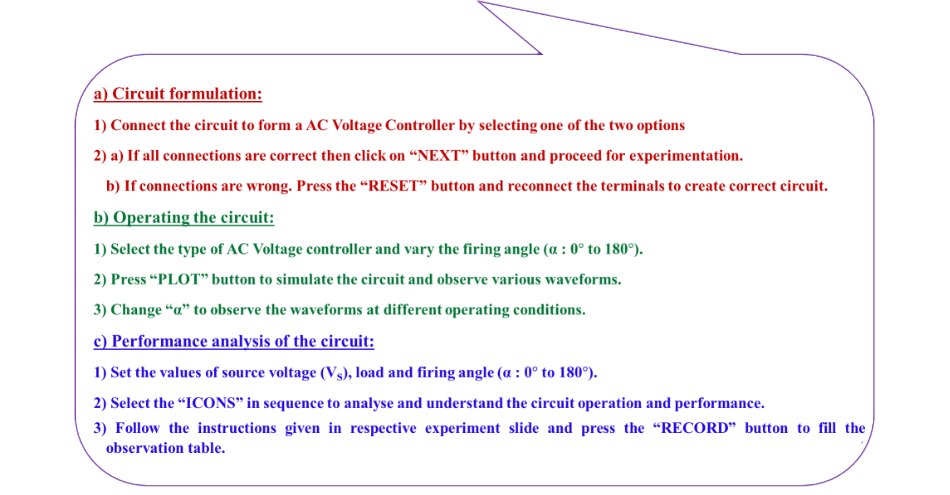 a) Circuit formulation:
1) Connect the circuit to form a AC Voltage Controller by selecting one of the two options
2) a) If all connections are correct then click on “NEXT” button and proceed for experimentation.
b) If connections are wrong. Press the “RESET” button and reconnect the terminals to create correct circuit.
b) Operating the circuit:
1) Select the type of AC Voltage controller and vary the firing angle (α : 0° to 180°).
2) Press “PLOT” button to simulate the circuit and observe various waveforms.
3) Change “α” to observe the waveforms at different operating conditions.
c) Performance analysis of the circuit:
1) Set the values of source voltage (VS), load and firing angle (α : 0° to 180°).
2) Select the “ICONS” in sequence to analyse and understand the circuit operation and performance.
3) Follow the instructions given in respective experiment slide and press the “RECORD” button to fill the
observation table.